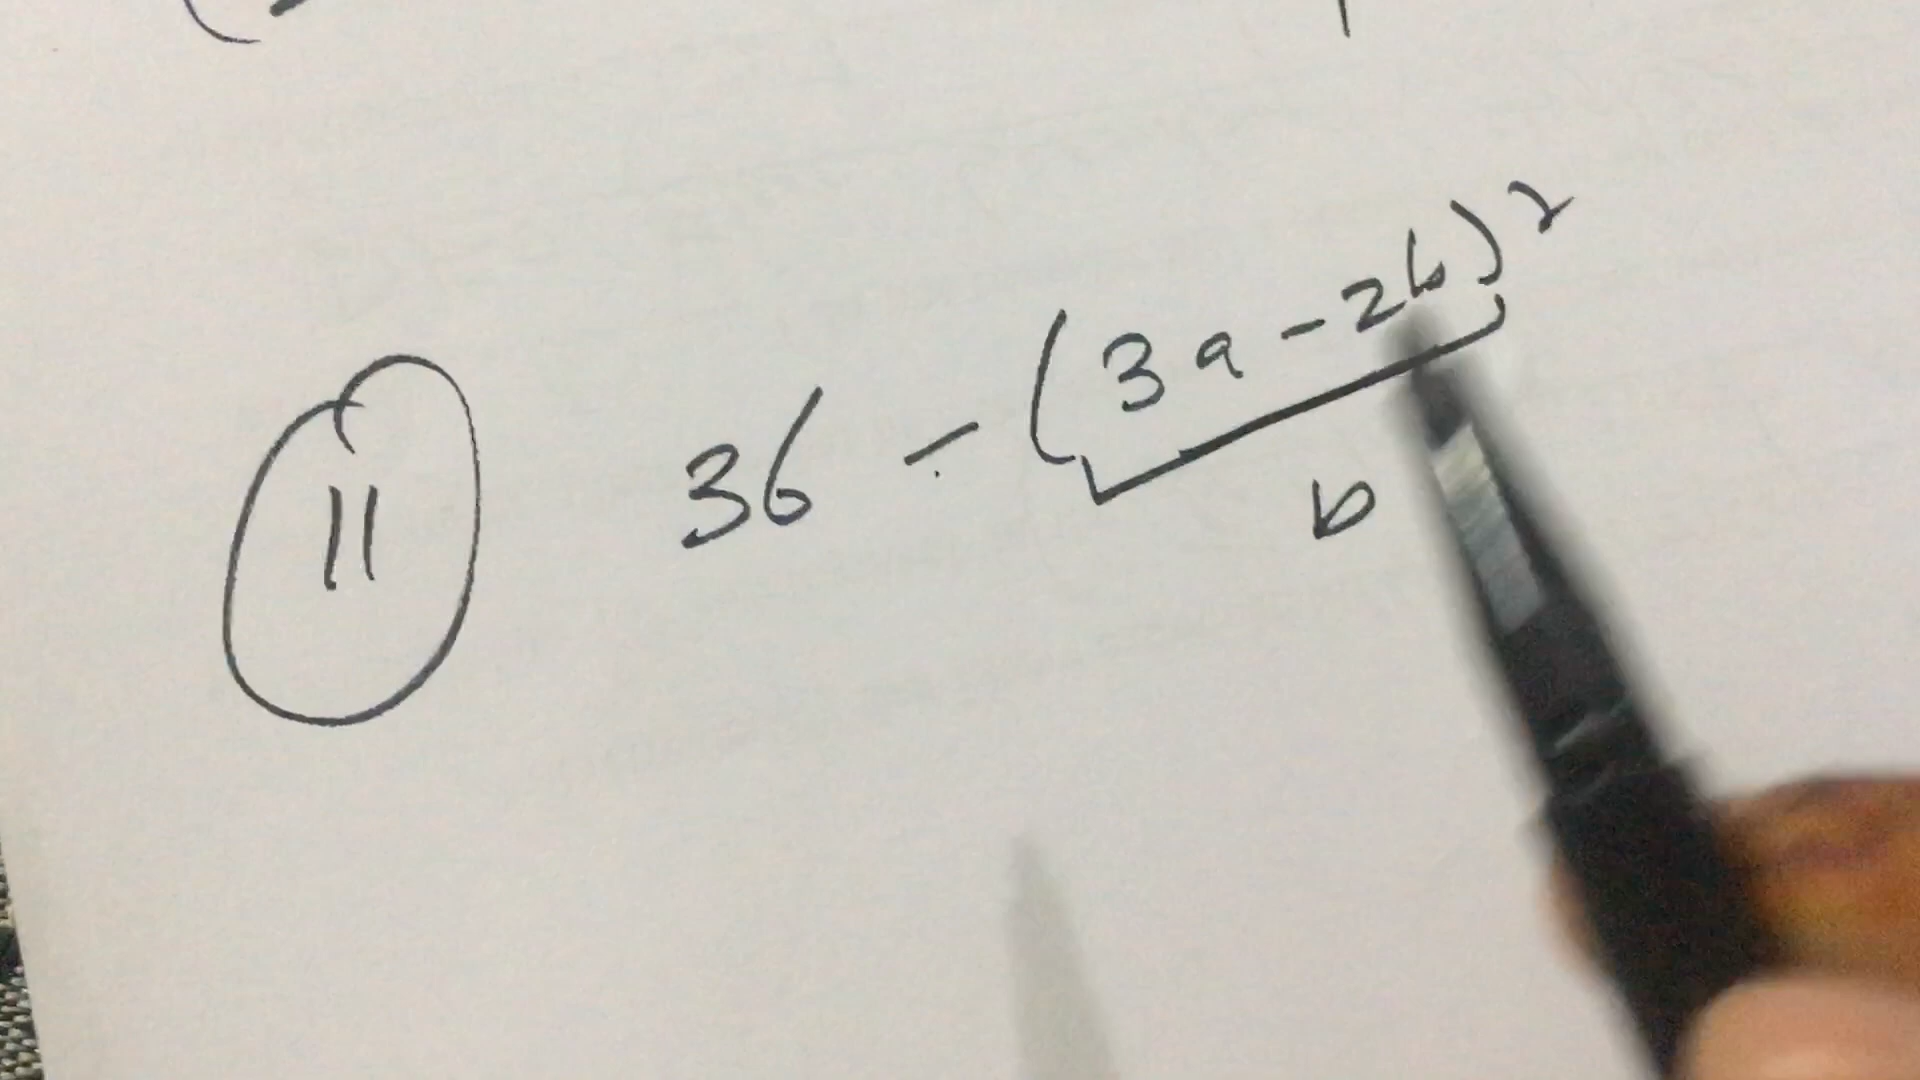 11 36 - (3a - 2b)²
b